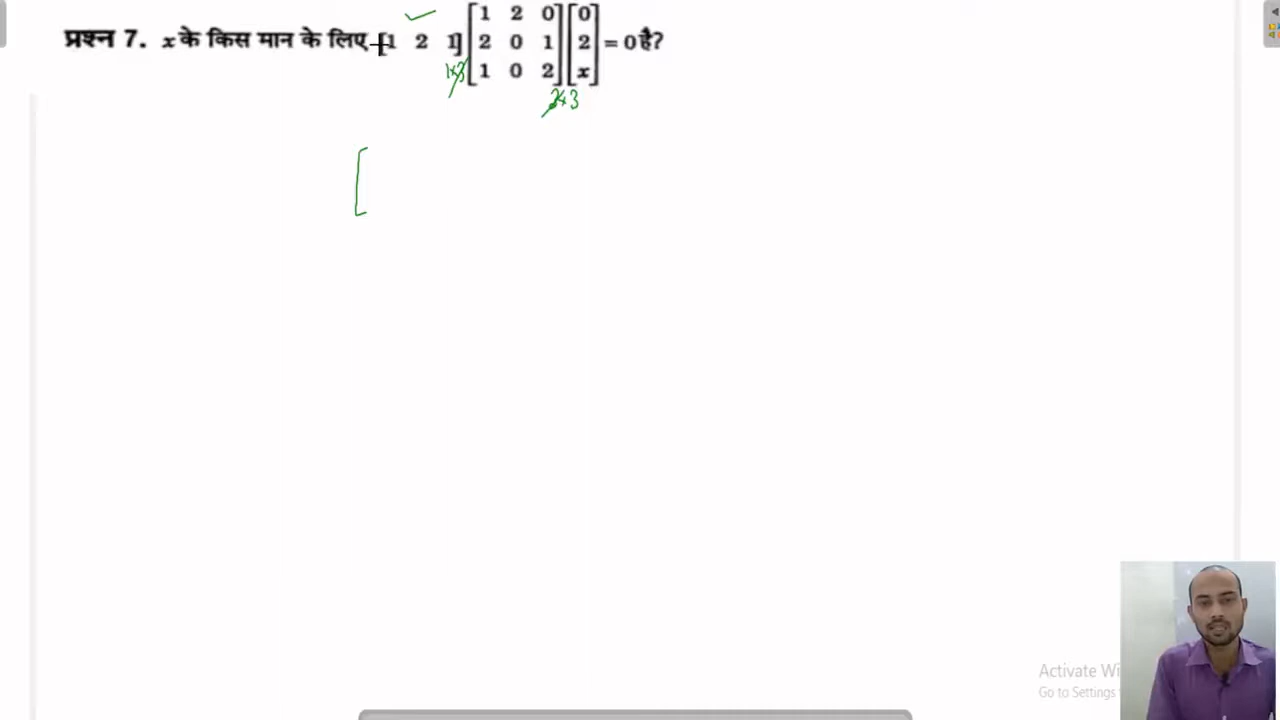 प्रश्न 7. x के किस मान के लिए [1 2 1] [1 2 0] [0]
[2 0 1] [2] = 0 है?
[1 0 2] [x]
1×3
3×3
Activate Wi
Go to Settings